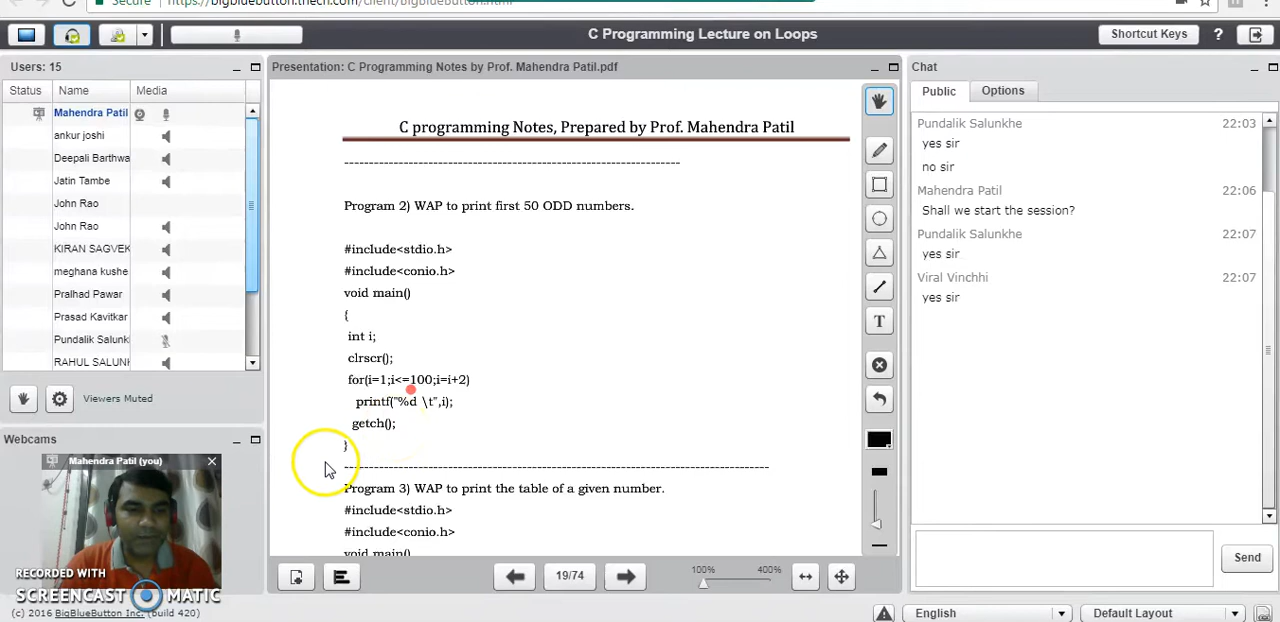 Secure
https://bigbluebutton.thech.com/client/BigBlueButton.html
C Programming Lecture on Loops
Shortcut Keys
?
Users: 15
Status Name Media
Mahendra Patil
ankur joshi
Deepali Barthwa
Jatin Tambe
John Rao
John Rao
KIRAN SAGVEK
meghana kushe
Pralhad Pawar
Prasad Kavitkar
Pundalik Salunk
RAHUL SALUNK
Viewers Muted
Webcams
Mahendra Patil (you)
RECORDED WITH
SCREENCAST MATIC
(c) 2016 BigBlueButton Inc. (build 420)
Presentation: C Programming Notes by Prof. Mahendra Patil.pdf
C programming Notes, Prepared by Prof. Mahendra Patil
--------------------------------------------------------------------
Program 2) WAP to print first 50 ODD numbers.
#include<stdio.h>
#include<conio.h>
void main()
{
int i;
clrscr();
for(i=1;i<=100;i=i+2)
printf("%d \t",i);
getch();
}
--------------------------------------------------------------------------------
Program 3) WAP to print the table of a given number.
#include<stdio.h>
#include<conio.h>
void main()
T
19/74
100% 400%
Chat
Public Options
Pundalik Salunkhe 22:03
yes sir
no sir
Mahendra Patil 22:06
Shall we start the session?
Pundalik Salunkhe 22:07
yes sir
Viral Vinchhi 22:07
yes sir
Send
English
Default Layout